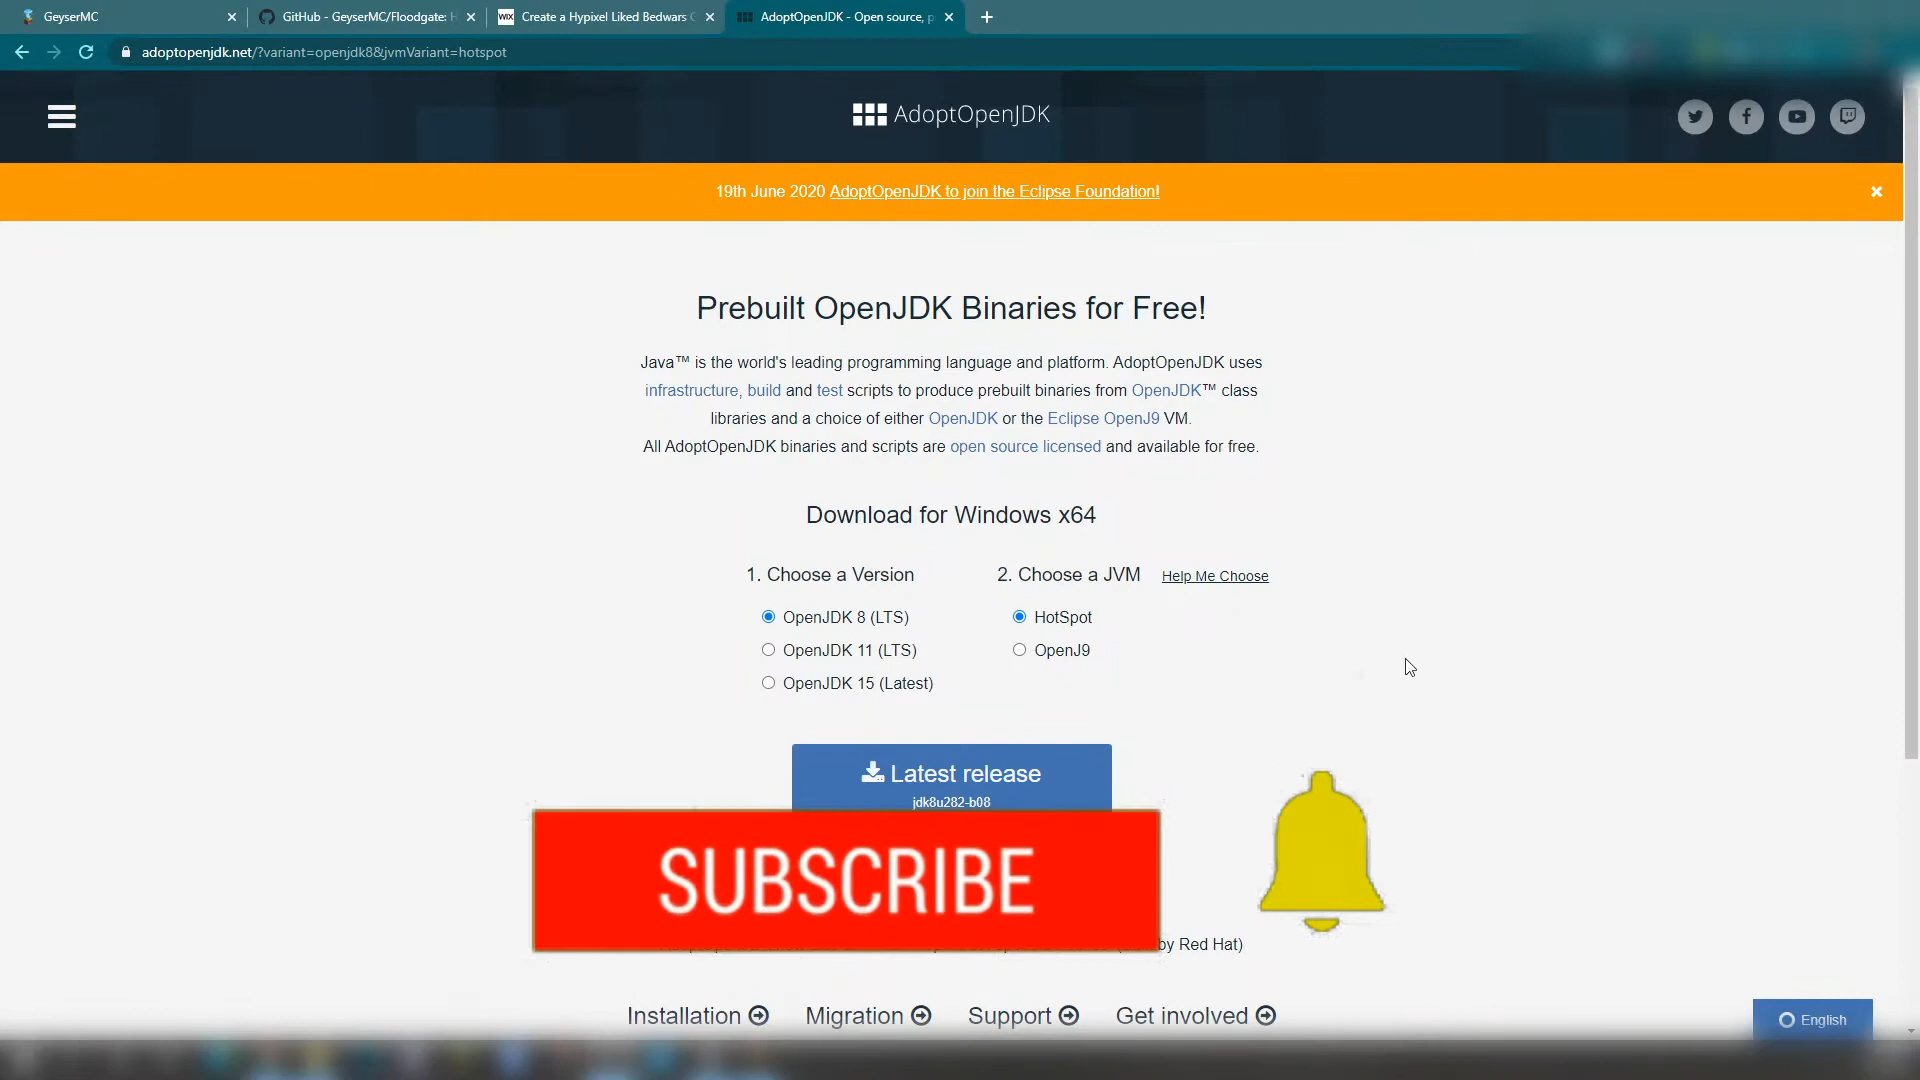 GeyserMC
GitHub - GeyserMC/Floodgate: H
WIX Create a Hypixel Liked Bedwars
AdoptOpenJDK - Open source, p
adoptopenjdk.net/?variant=openjdk8&jvmVariant=hotspot
AdoptOpenJDK
19th June 2020 AdoptOpenJDK to join the Eclipse Foundation!
Prebuilt OpenJDK Binaries for Free!
Java™ is the world's leading programming language and platform. AdoptOpenJDK uses
infrastructure, build and test scripts to produce prebuilt binaries from OpenJDK™ class
libraries and a choice of either OpenJDK or the Eclipse OpenJ9 VM.
All AdoptOpenJDK binaries and scripts are open source licensed and available for free.
Download for Windows x64
1. Choose a Version
2. Choose a JVM
Help Me Choose
OpenJDK 8 (LTS)
HotSpot
OpenJDK 11 (LTS)
OpenJ9
OpenJDK 15 (Latest)
Latest release
jdk8u282-b08
SUBSCRIBE
by Red Hat)
Installation
Migration
Support
Get involved
English